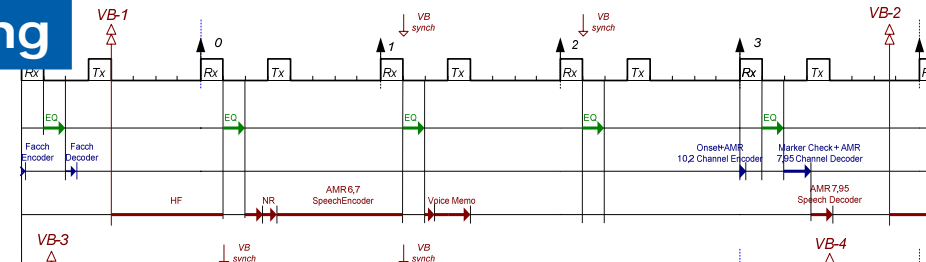 ng
VB-1
VB
synch
VB
synch
VB-2
0
1
2
3
Rx
Tx
Rx
Tx
Rx
Tx
Rx
Tx
Rx
Tx
EQ
EQ
EQ
EQ
EQ
Facch
Encoder
Facch
Decoder
Onset+AMR
10,2 Channel Encoder
Marker Check + AMR
7,95 Channel Decoder
HF
NR
AMR 6,7
SpeechEncoder
Voice Memo
AMR 7,95
Speech Decoder
VB-3
VB
synch
VB
synch
VB-4